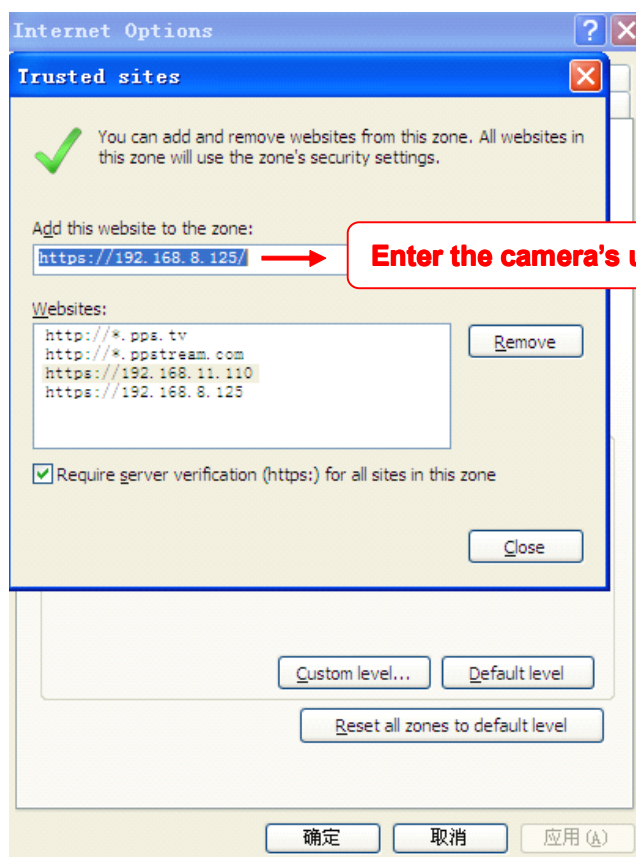 Internet Options
Trusted sites
You can add and remove websites from this zone. All websites in
this zone will use the zone's security settings.
Add this website to the zone:
https://192.168.8.125/
Enter the camera's u
Websites:
http://*.pps.tv
http://*.ppstream.com
https://192.168.11.110
https://192.168.8.125
Remove
Require server verification (https:) for all sites in this zone
Close
Custom level...
Default level
Reset all zones to default level
确定
取消
应用(A)